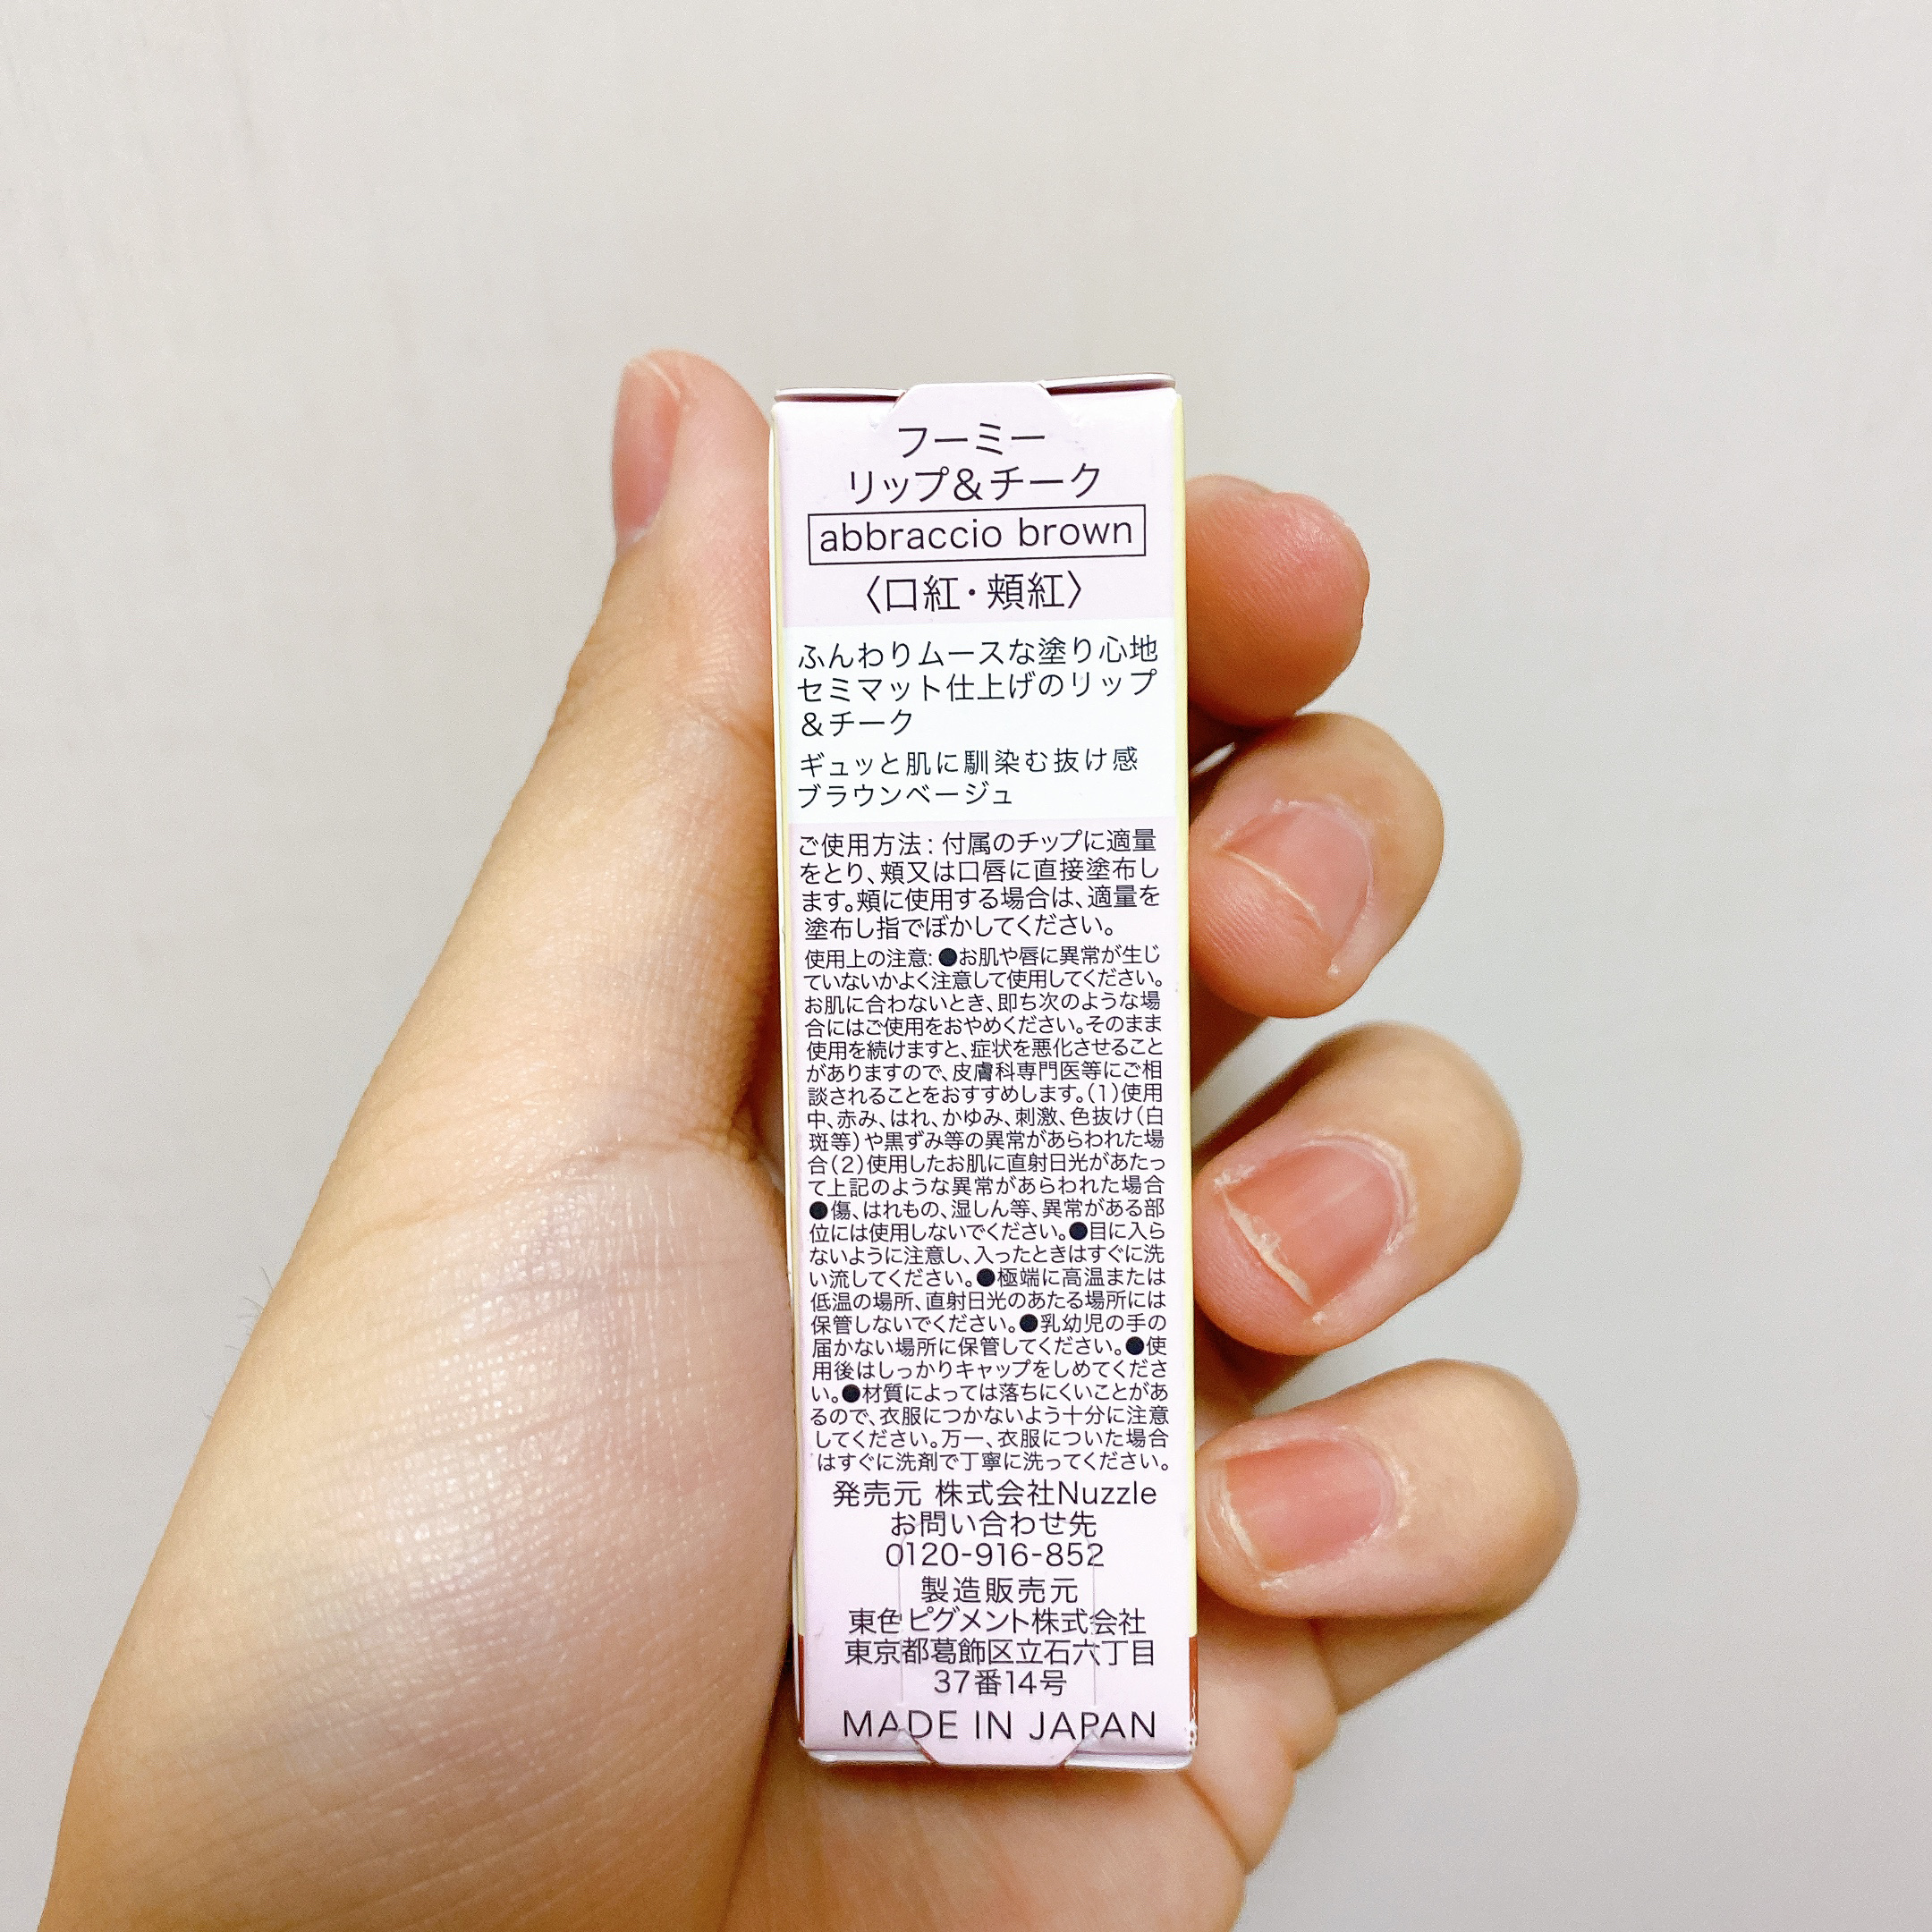 フーミー
リップ&チーク
abbraccio brown
〈口紅・頬紅〉
ふんわりムースな塗り心地
セミマット仕上げのリップ
&チーク
ギュッと肌に馴染む抜け感
ブラウンベージュ
ご使用方法：付属のチップに適量
をとり、頬又は口唇に直接塗布し
ます。頬に使用する場合は、適量を
塗布し指でぼかしてください。
使用上の注意：●お肌や唇に異常が生じ
ていないかよく注意して使用してください。
お肌に合わないとき、即ち次のような場
合にはご使用をおやめください。そのまま
使用を続けますと、症状を悪化させること
がありますので、皮膚科専門医等にご相
談されることをおすすめします。（1）使用
中、赤み、はれ、かゆみ、刺激、色抜け（白
斑等）や黒ずみ等の異常があらわれた場
合（2）使用したお肌に直射日光があたっ
て上記のような異常があらわれた場合
●傷、はれもの、湿しん等、異常がある部
位には使用しないでください。●目に入ら
ないように注意し、入ったときはすぐに洗
い流してください。●極端に高温または
低温の場所、直射日光のあたる場所には
保管しないでください。●乳幼児の手の
届かない場所に保管してください。●使
用後はしっかりキャップをしめてくださ
い。●材質によっては落ちにくいことがあ
るので、衣服につかないよう十分に注意
してください。万一、衣服についた場合
はすぐに洗剤で丁寧に洗ってください。
発売元 株式会社Nuzzle
お問い合わせ先
0120-916-852
製造販売元
東色ピグメント株式会社
東京都葛飾区立石六丁目
37番14号
MADE IN JAPAN